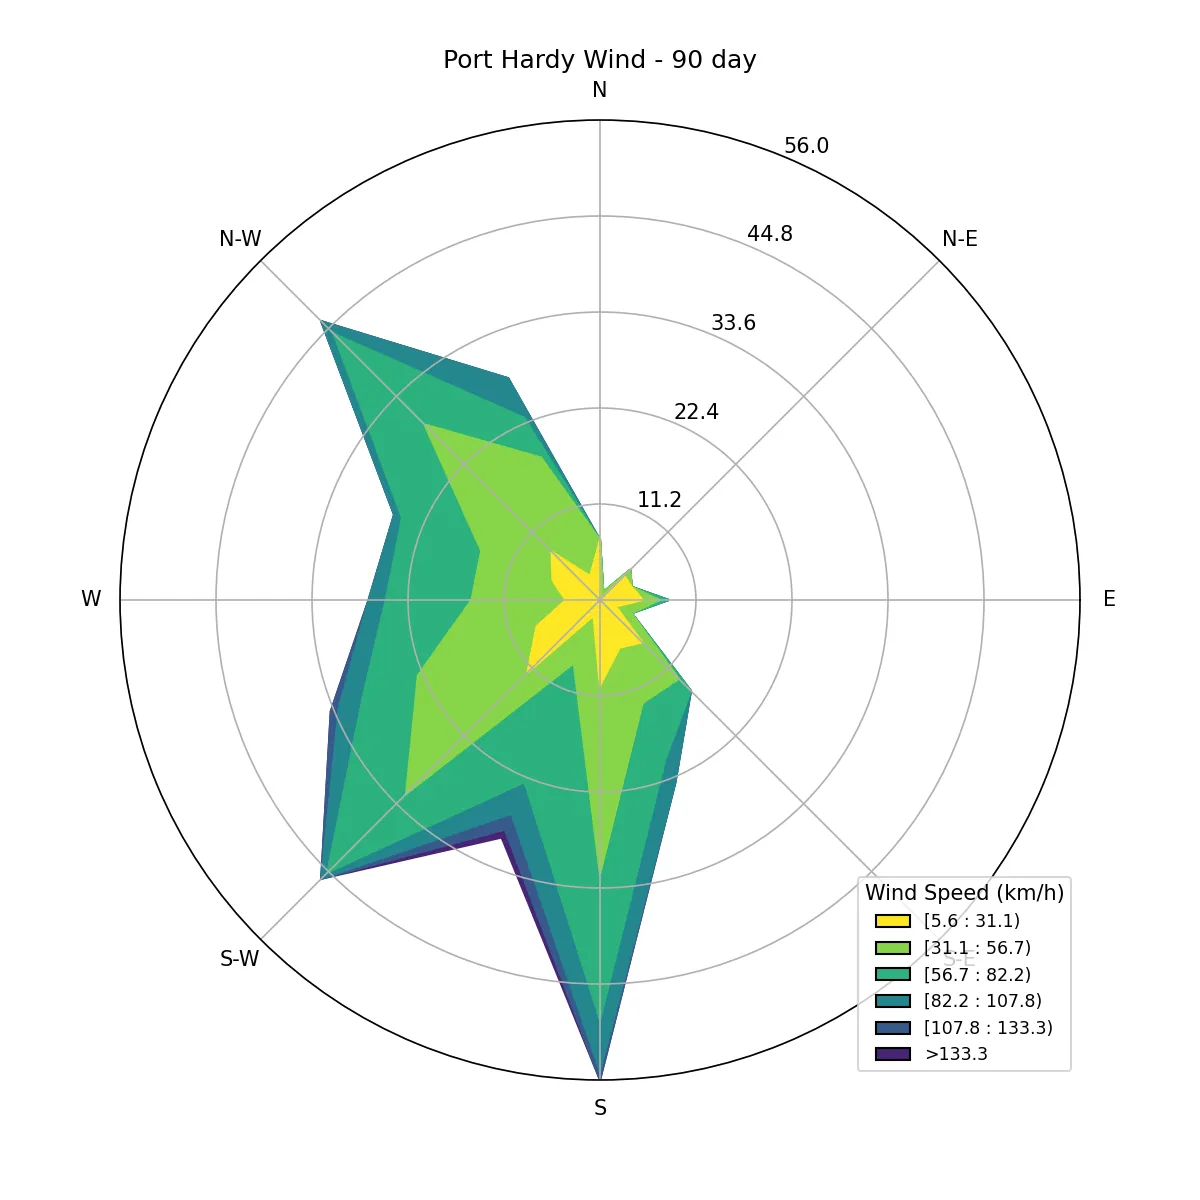 Port Hardy Wind - 90 day
N
56.0
N-W
44.8
N-E
33.6
22.4
11.2
W
E
Wind Speed (km/h)
[5.6 : 31.1)
[31.1 : 56.7)
S-W
S-E
[56.7 : 82.2)
[82.2 : 107.8)
[107.8 : 133.3)
>133.3
S